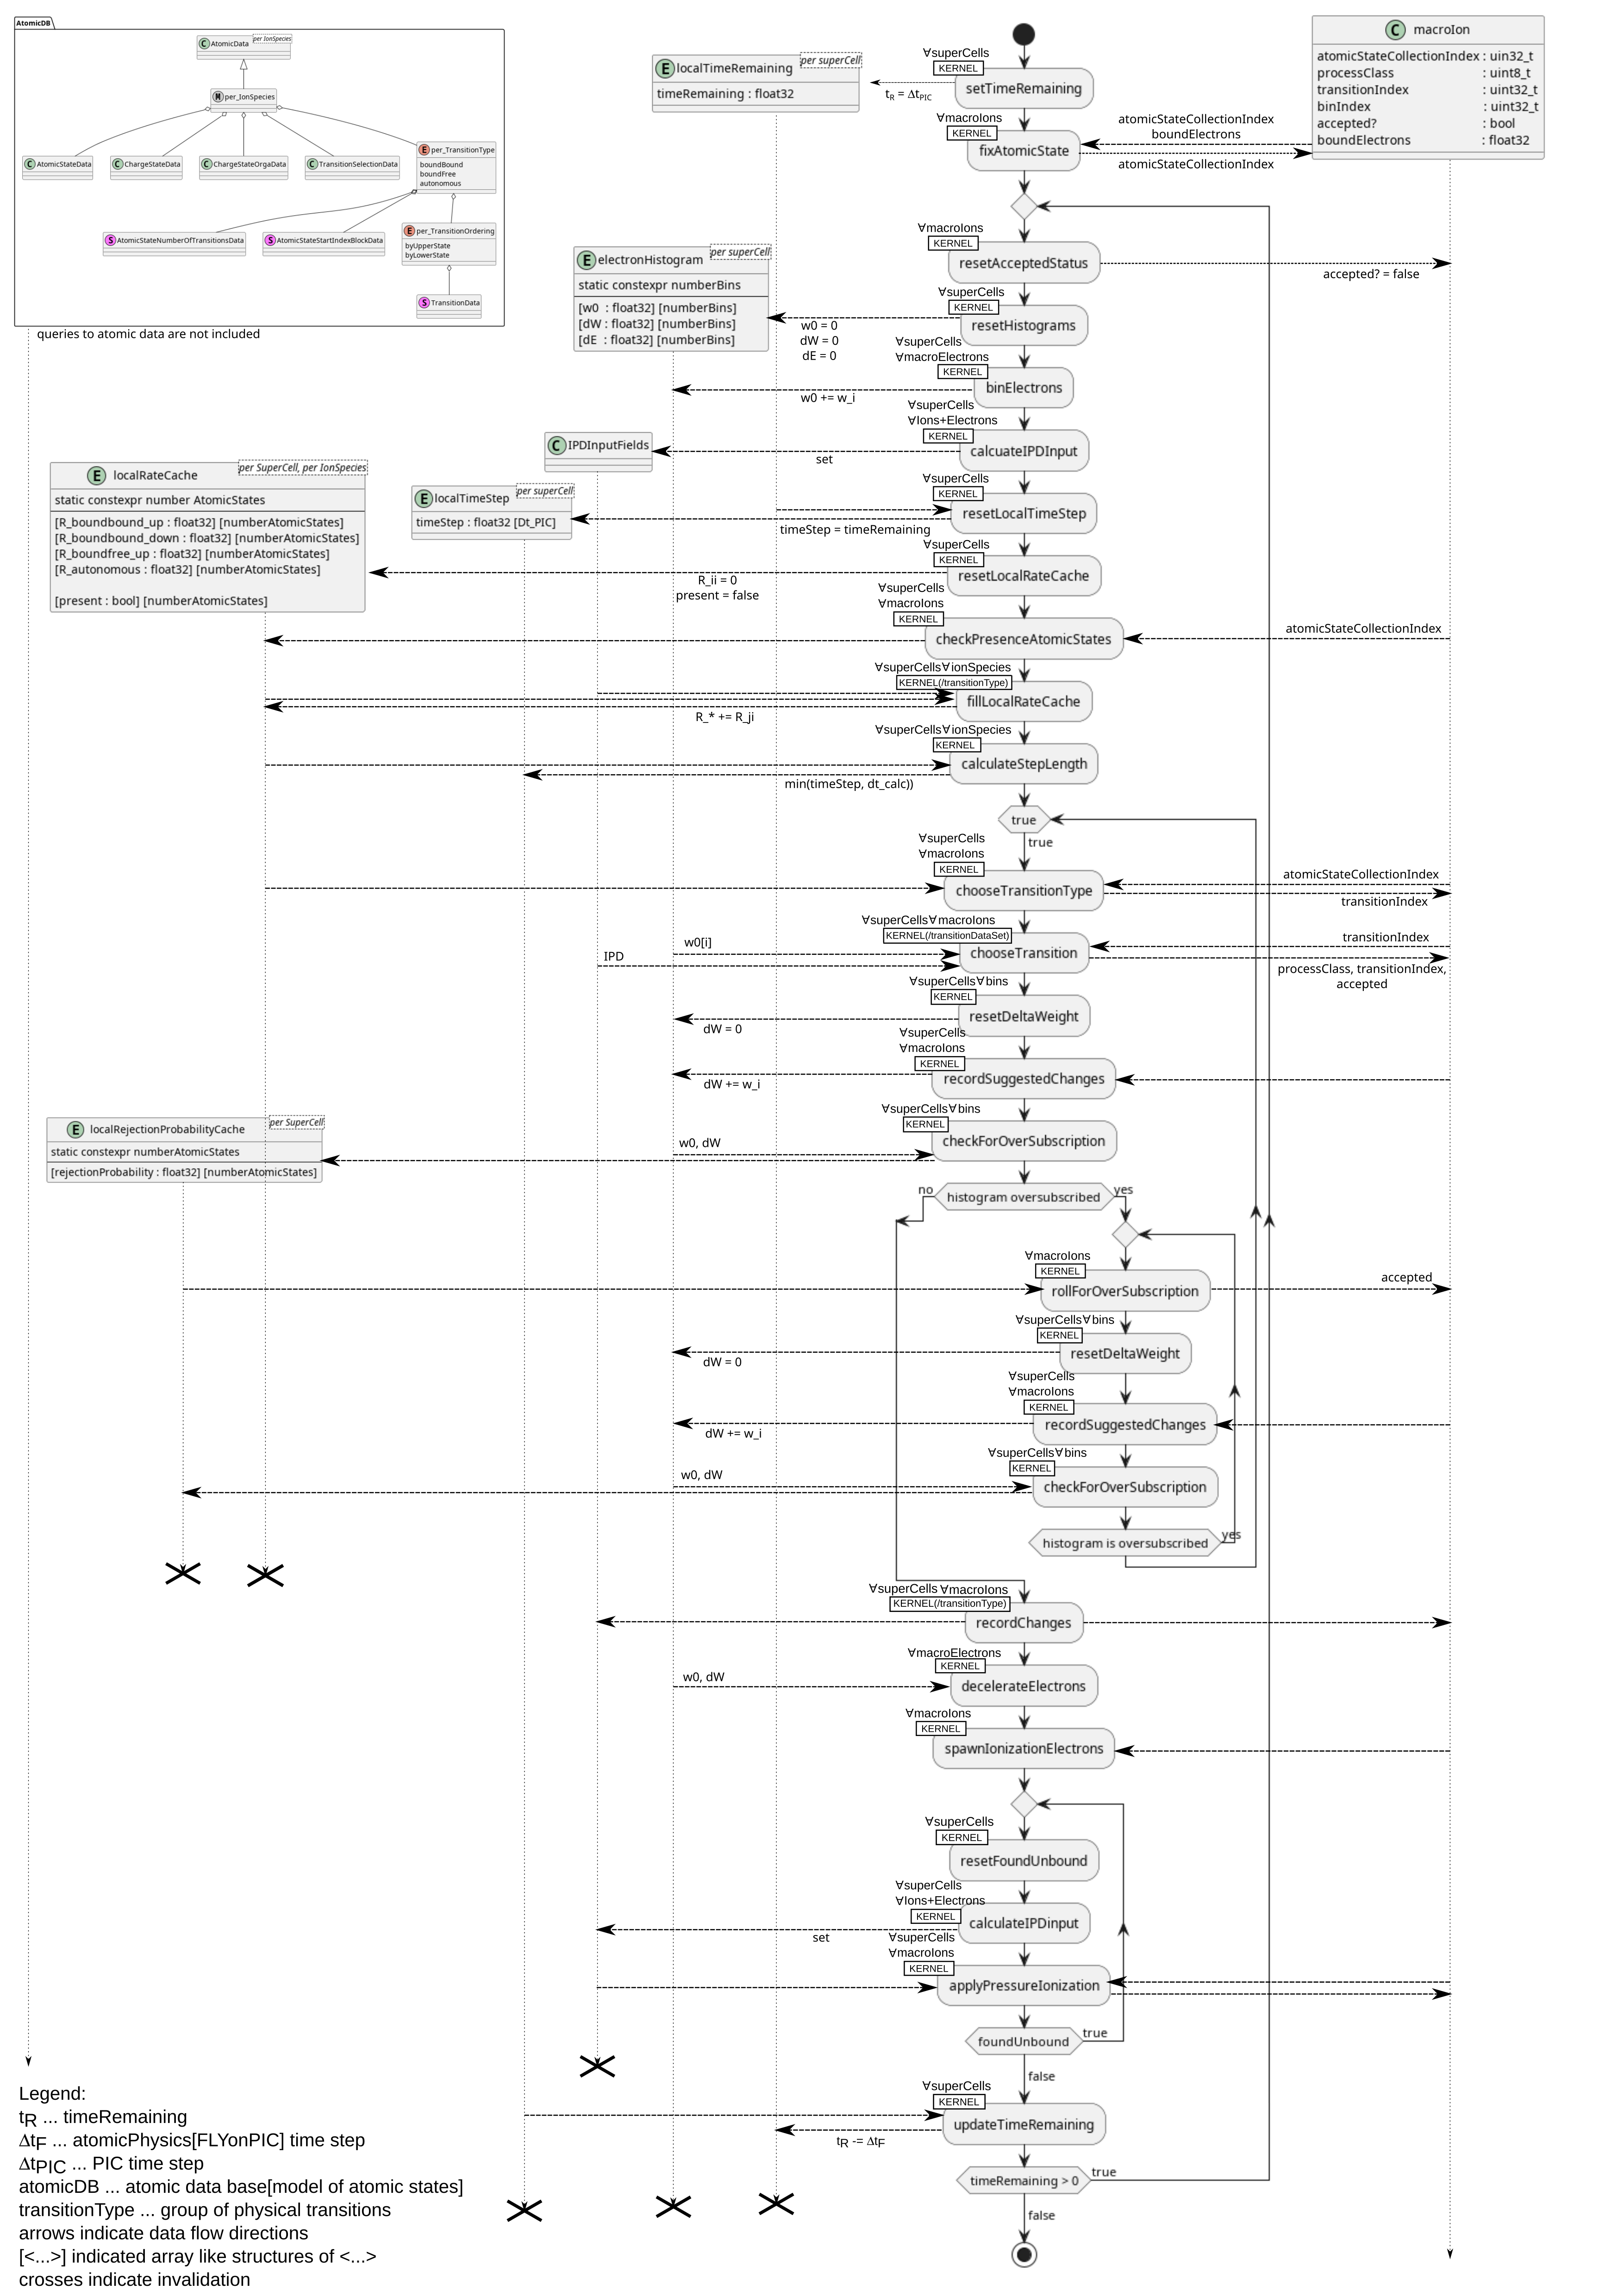 AtomicDB
C AtomicData
per IonSpecies
M per_IonSpecies
C AtomicStateData
C ChargeStateData
C ChargeStateOrgaData
C TransitionSelectionData
E per_TransitionType
boundBound
boundFree
autonomous
S AtomicStateNumberOfTransitionsData
S AtomicStateStartIndexBlockData
E per_TransitionOrdering
byUpperState
byLowerState
S TransitionData
queries to atomic data are not included
E localTimeRemaining
per superCell
timeRemaining : float32
∀superCells
KERNEL
setTimeRemaining
tR = ΔtPIC
C macroIon
atomicStateCollectionIndex : uin32_t
processClass : uint8_t
transitionIndex : uint32_t
binIndex : uint32_t
accepted? : bool
boundElectrons : float32
∀macroIons
KERNEL
fixAtomicState
atomicStateCollectionIndex
boundElectrons
atomicStateCollectionIndex
∀macroIons
KERNEL
resetAcceptedStatus
accepted? = false
E electronHistogram
per superCell
static constexpr numberBins
[w0 : float32] [numberBins]
[dW : float32] [numberBins]
[dE : float32] [numberBins]
∀superCells
KERNEL
resetHistograms
w0 = 0
dW = 0
dE = 0
∀superCells
∀macroElectrons
KERNEL
binElectrons
w0 += w_i
∀superCells
∀Ions+Electrons
KERNEL
calcuateIPDInput
C IPDInputFields
set
E localRateCache
per SuperCell, per IonSpecies
static constexpr number AtomicStates
[R_boundbound_up : float32] [numberAtomicStates]
[R_boundbound_down : float32] [numberAtomicStates]
[R_boundfree_up : float32] [numberAtomicStates]
[R_autonomous : float32] [numberAtomicStates]
[present : bool] [numberAtomicStates]
E localTimeStep
per superCell
timeStep : float32 [Dt_PIC]
∀superCells
KERNEL
resetLocalTimeStep
timeStep = timeRemaining
∀superCells
KERNEL
resetLocalRateCache
R_ii = 0
present = false
∀superCells
∀macroIons
KERNEL
checkPresenceAtomicStates
atomicStateCollectionIndex
∀superCells∀ionSpecies
KERNEL(/transitionType)
fillLocalRateCache
R_* += R_ji
∀superCells∀ionSpecies
KERNEL
calculateStepLength
min(timeStep, dt_calc))
true
true
∀superCells
∀macroIons
KERNEL
chooseTransitionType
atomicStateCollectionIndex
transitionIndex
∀superCells∀macroIons
KERNEL(/transitionDataSet)
chooseTransition
w0[i]
IPD
transitionIndex
processClass, transitionIndex,
accepted
∀superCells∀bins
KERNEL
resetDeltaWeight
dW = 0
∀superCells
∀macroIons
KERNEL
recordSuggestedChanges
dW += w_i
E localRejectionProbabilityCache
per SuperCell
static constexpr numberAtomicStates
[rejectionProbability : float32] [numberAtomicStates]
∀superCells∀bins
KERNEL
checkForOverSubscription
w0, dW
no
histogram oversubscribed
yes
∀macroIons
KERNEL
rollForOverSubscription
accepted
∀superCells∀bins
KERNEL
resetDeltaWeight
dW = 0
∀superCells
∀macroIons
KERNEL
recordSuggestedChanges
dW += w_i
∀superCells∀bins
KERNEL
checkForOverSubscription
w0, dW
histogram is oversubscribed
yes
∀superCells ∀macroIons
KERNEL(/transitionType)
recordChanges
∀macroElectrons
KERNEL
decelerateElectrons
w0, dW
∀macroIons
KERNEL
spawnIonizationElectrons
∀superCells
KERNEL
resetFoundUnbound
∀superCells
∀Ions+Electrons
KERNEL
calculateIPDinput
set
∀superCells
∀macroIons
KERNEL
applyPressureIonization
foundUnbound
true
false
∀superCells
KERNEL
updateTimeRemaining
tR -= ΔtF
timeRemaining > 0
true
false
Legend:
tR ... timeRemaining
ΔtF ... atomicPhysics[FLYonPIC] time step
ΔtPIC ... PIC time step
atomicDB ... atomic data base[model of atomic states]
transitionType ... group of physical transitions
arrows indicate data flow directions
[<...>] indicated array like structures of <...>
crosses indicate invalidation